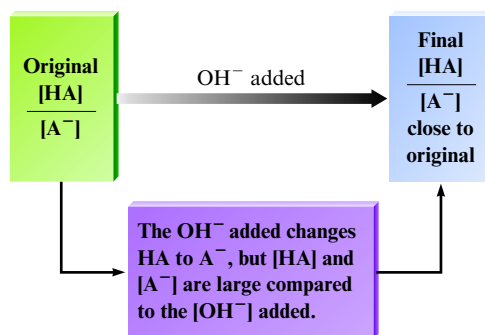 Original
[HA]
[A⁻]
OH⁻ added
Final
[HA]
[A⁻]
close to
original
The OH⁻ added changes
HA to A⁻, but [HA] and
[A⁻] are large compared
to the [OH⁻] added.